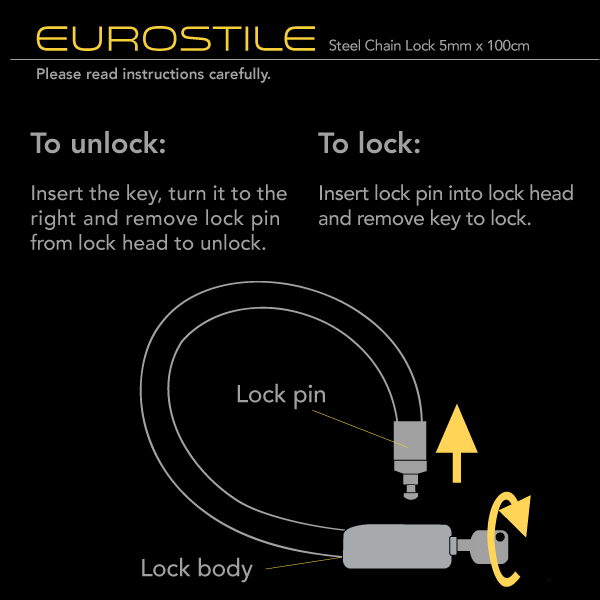 EUROSTILE Steel Chain Lock 5mm x 100cm
Please read instructions carefully.
To unlock:
Insert the key, turn it to the
right and remove lock pin
from lock head to unlock.
To lock:
Insert lock pin into lock head
and remove key to lock.
Lock pin
Lock body